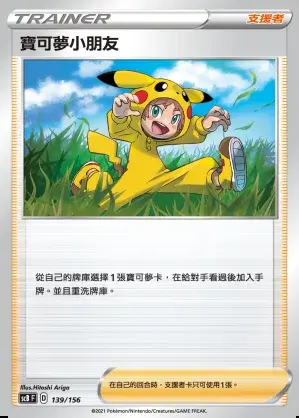 TRAINER
支援者
寶可夢小朋友
從自己的牌庫選擇1張寶可夢卡，在給對手看過後加入手
牌。並且重洗牌庫。
Illus.Hitoshi Ariga
SCD F D 139/156
在自己的回合時，支援者卡只可使用1張。
©2021 Pokémon/Nintendo/Creatures/GAME FREAK.